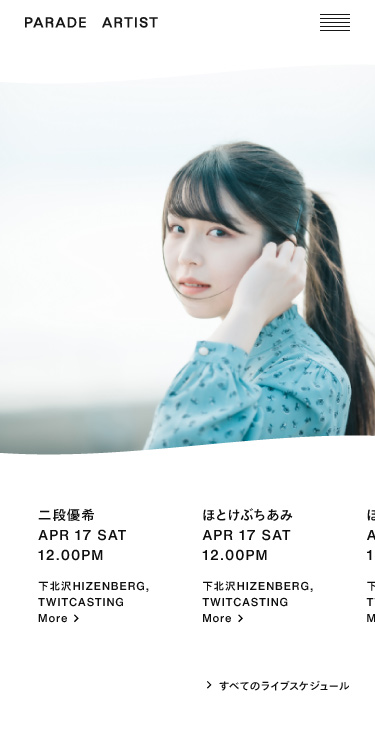 PARADE ARTIST
二段優希
APR 17 SAT
12.00PM
下北沢HIZENBERG,
TWITCASTING
More
ほとけぶちあみ
APR 17 SAT
12.00PM
下北沢HIZENBERG,
TWITCASTING
More
すべてのライブスケジュール